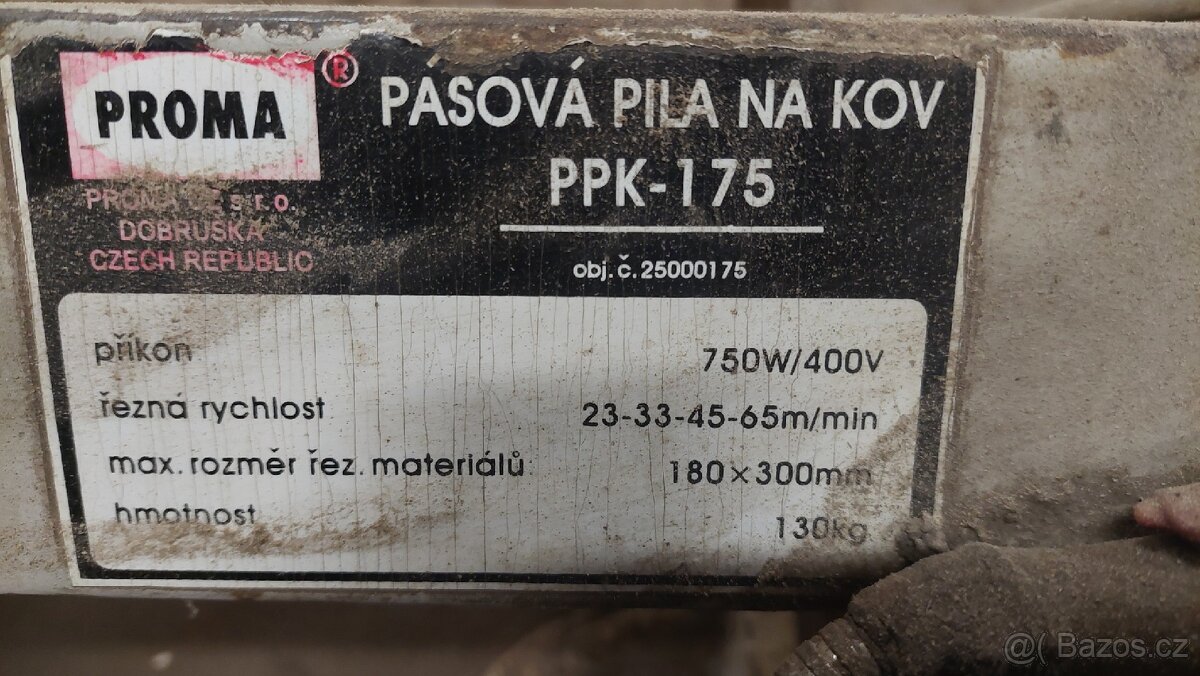 PROMA ®
PROMA CZ s.r.o.
DOBRUŠKA
CZECH REPUBLIC
PÁSOVÁ PILA NA KOV
PPK-175
obj. č. 25000175
příkon 750W/400V
řezná rychlost 23-33-45-65m/min
max. rozměr řez. materiálů 180×300mm
hmotnost 130kg
@( Bazos.cz